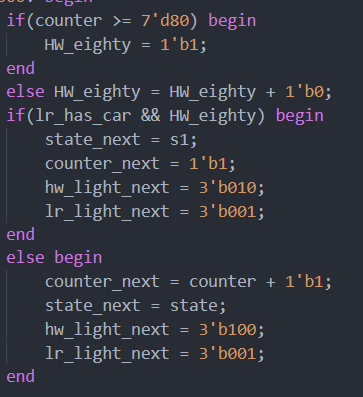 if(counter >= 7'd80) begin
HW_eighty = 1'b1;
end
else HW_eighty = HW_eighty + 1'b0;
if(lr_has_car && HW_eighty) begin
state_next = s1;
counter_next = 1'b1;
hw_light_next = 3'b010;
lr_light_next = 3'b001;
end
else begin
counter_next = counter + 1'b1;
state_next = state;
hw_light_next = 3'b100;
lr_light_next = 3'b001;
end